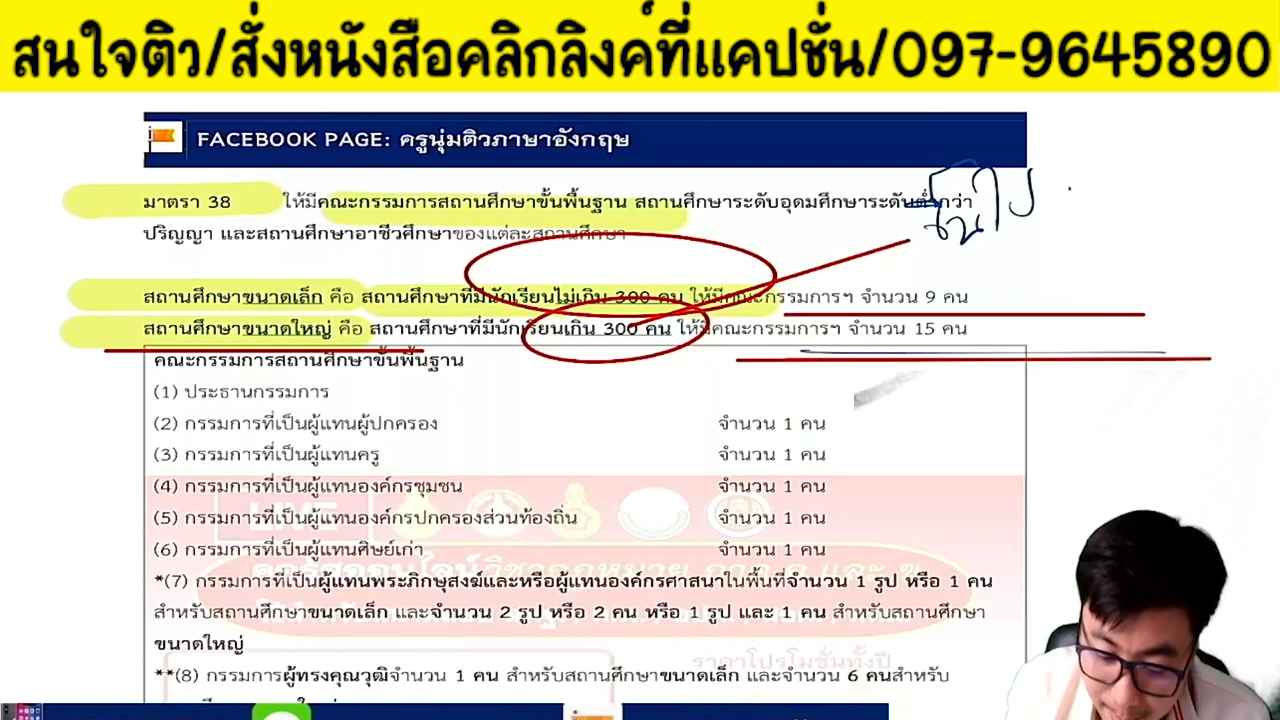 สนใจติว/สั่งหนังสือคลิกลิงค์ที่แคปชั่น/097-9645890
FACEBOOK PAGE: ครูนุ่มติวภาษาอังกฤษ
มาตรา 38 ให้มีคณะกรรมการสถานศึกษาขั้นพื้นฐาน สถานศึกษาระดับอุดมศึกษาระดับต่ำกว่า
ปริญญา และสถานศึกษาอาชีวศึกษาของแต่ละสถานศึกษา
สถานศึกษาขนาดเล็ก คือ สถานศึกษาที่มีนักเรียนไม่เกิน 300 คน ให้มีคณะกรรมการฯ จำนวน 9 คน
สถานศึกษาขนาดใหญ่ คือ สถานศึกษาที่มีนักเรียนเกิน 300 คน ให้มีคณะกรรมการฯ จำนวน 15 คน
คณะกรรมการสถานศึกษาขั้นพื้นฐาน
(1) ประธานกรรมการ
(2) กรรมการที่เป็นผู้แทนผู้ปกครอง จำนวน 1 คน
(3) กรรมการที่เป็นผู้แทนครู จำนวน 1 คน
(4) กรรมการที่เป็นผู้แทนองค์กรชุมชน จำนวน 1 คน
(5) กรรมการที่เป็นผู้แทนองค์กรปกครองส่วนท้องถิ่น จำนวน 1 คน
(6) กรรมการที่เป็นผู้แทนศิษย์เก่า จำนวน 1 คน
*(7) กรรมการที่เป็นผู้แทนพระภิกษุสงฆ์และหรือผู้แทนองค์กรศาสนาในพื้นที่จำนวน 1 รูป หรือ 1 คน
สำหรับสถานศึกษาขนาดเล็ก และจำนวน 2 รูป หรือ 2 คน หรือ 1 รูป และ 1 คน สำหรับสถานศึกษา
ขนาดใหญ่
**(8) กรรมการผู้ทรงคุณวุฒิจำนวน 1 คน สำหรับสถานศึกษาขนาดเล็ก และจำนวน 6 คนสำหรับ